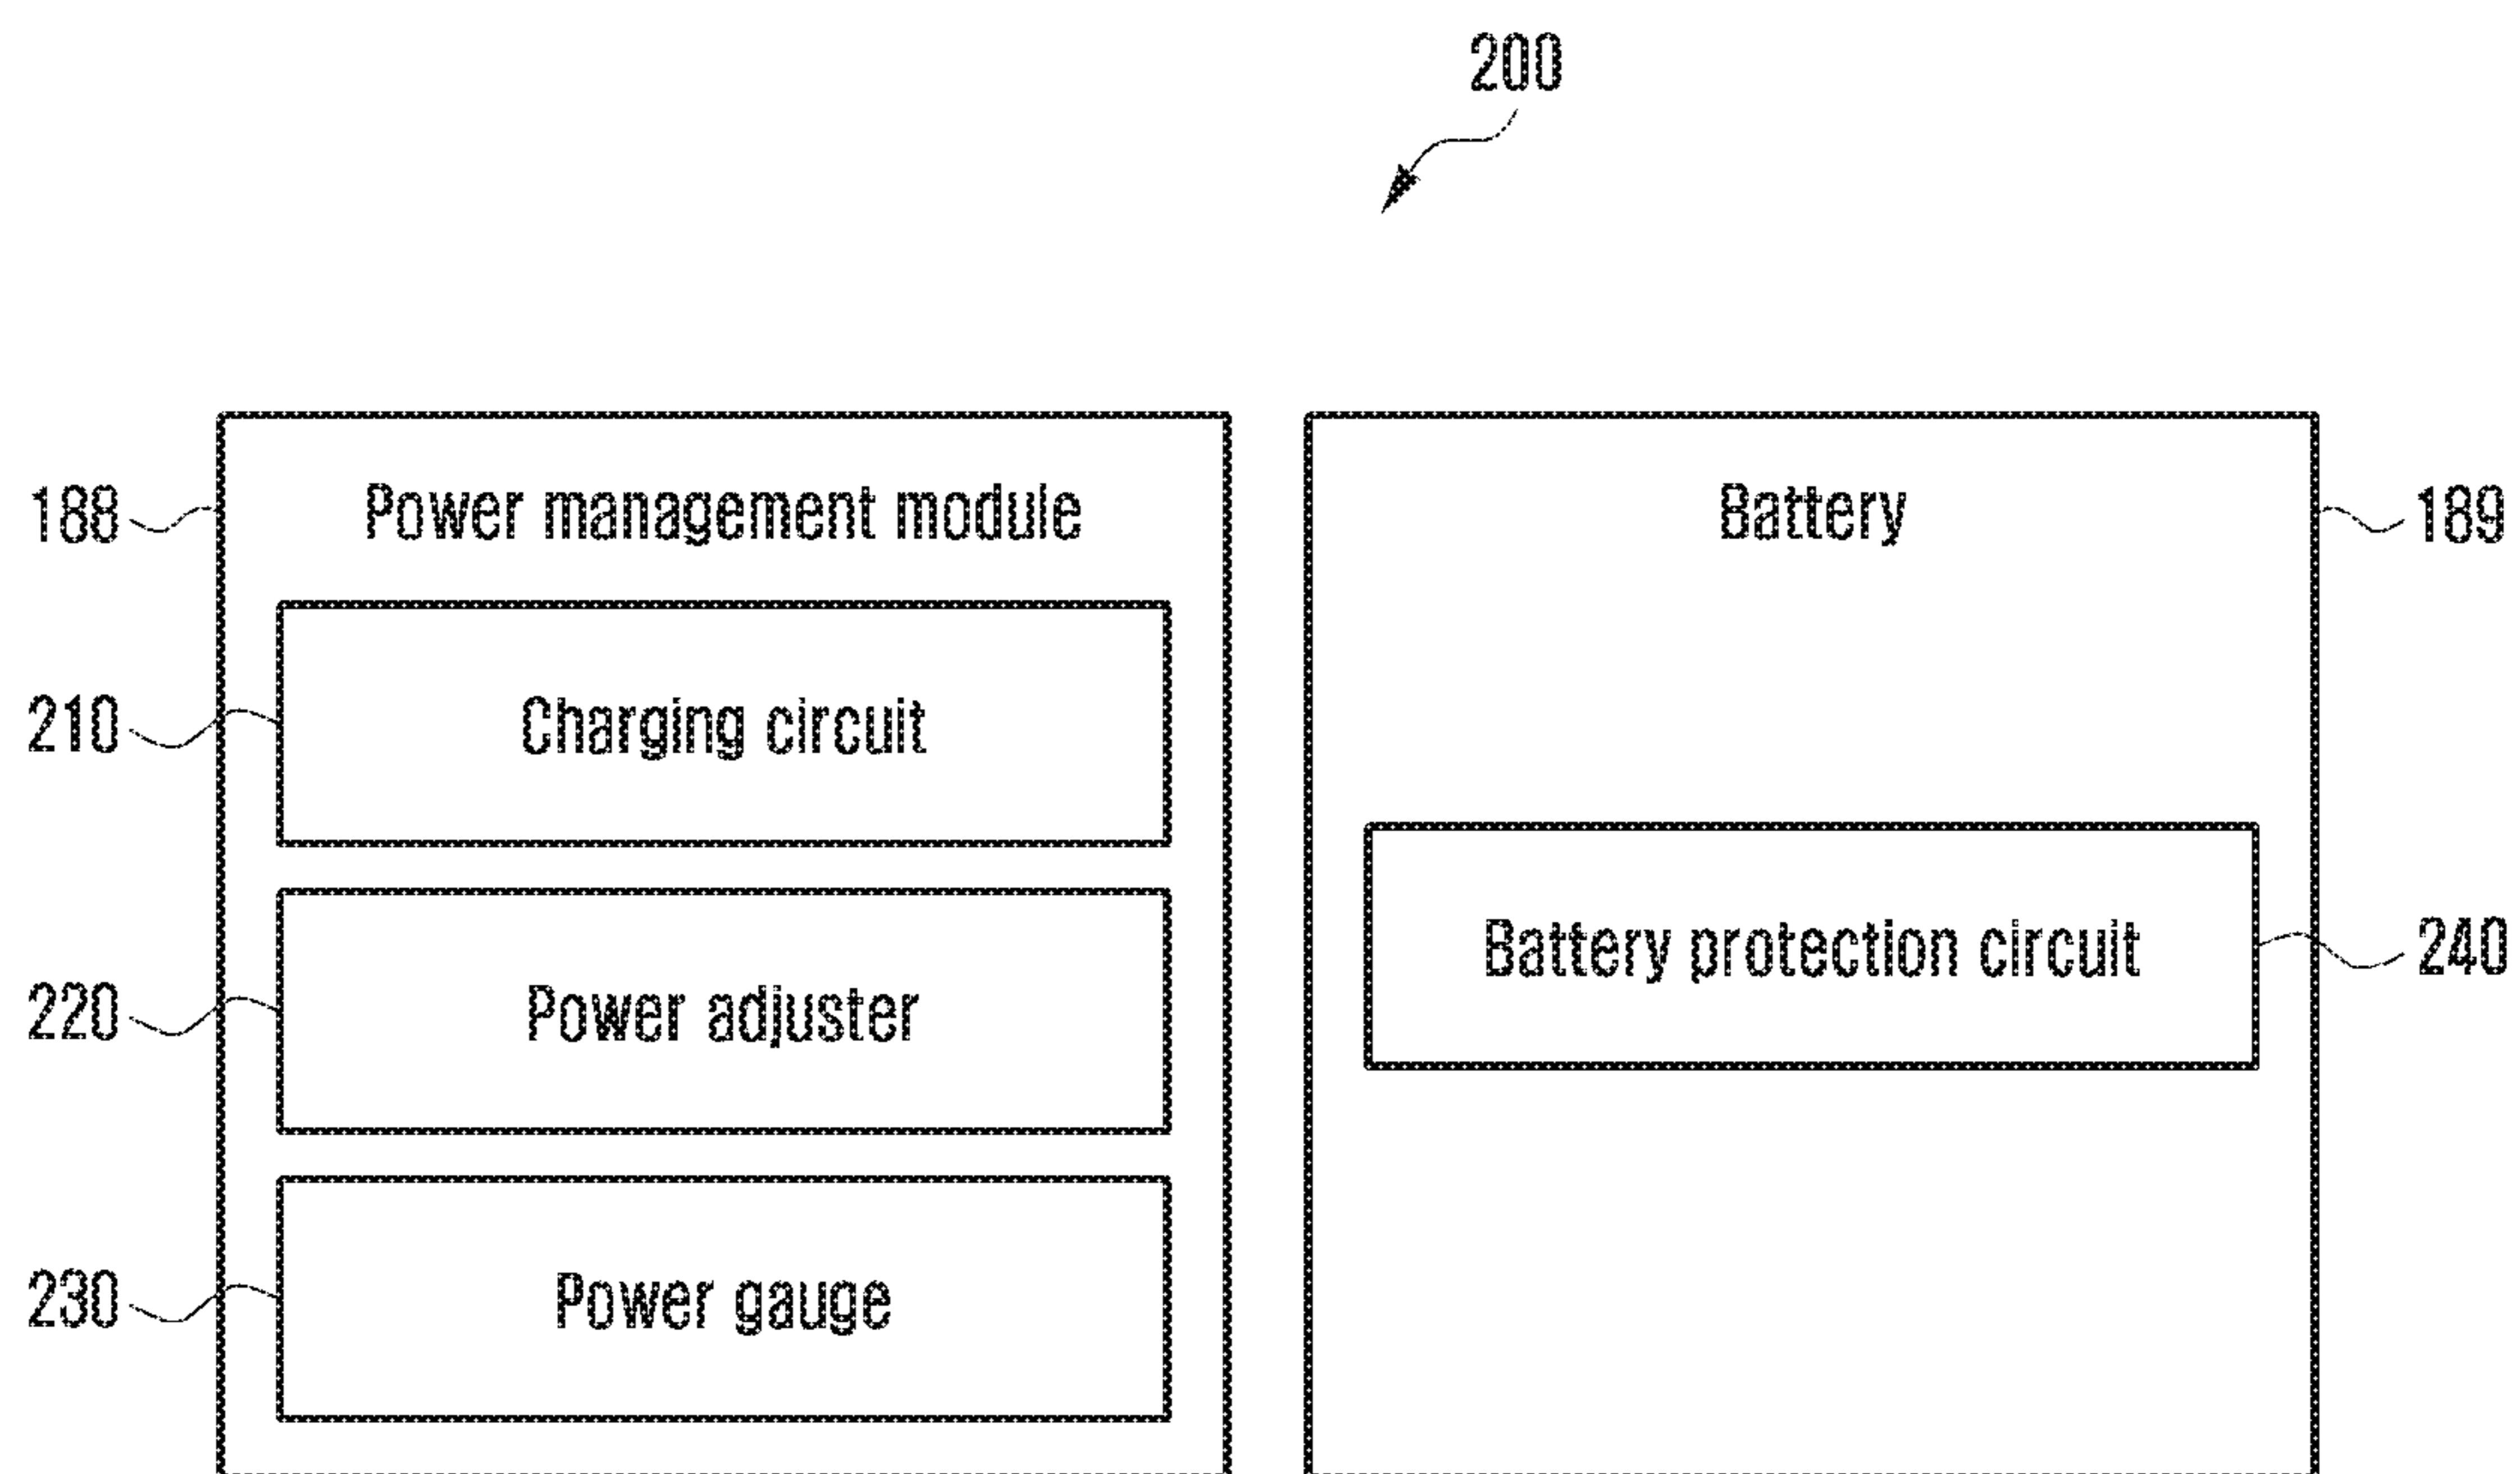 200
188
Power management module
Battery
189
210
Charging circuit
Battery protection circuit
240
220
Power adjuster
230
Power gauge